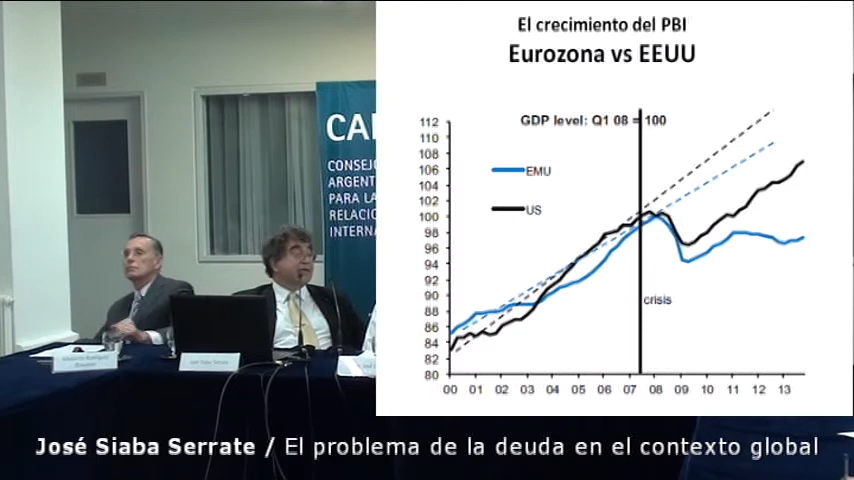 El crecimiento del PBI
Eurozona vs EEUU
GDP level: Q1 08 = 100
112
110
108
106
104
102
100
98
96
94
92
90
88
86
84
82
80
EMU
US
crisis
00 01 02 03 04 05 06 07 08 09 10 11 12 13
CONSEJO
ARGENT
PARA LA
RELACIO
INTERNA
José Siaba Serrate / El problema de la deuda en el contexto global